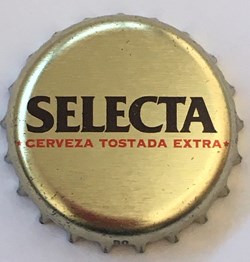 SELECTA
* CERVEZA TOSTADA EXTRA *